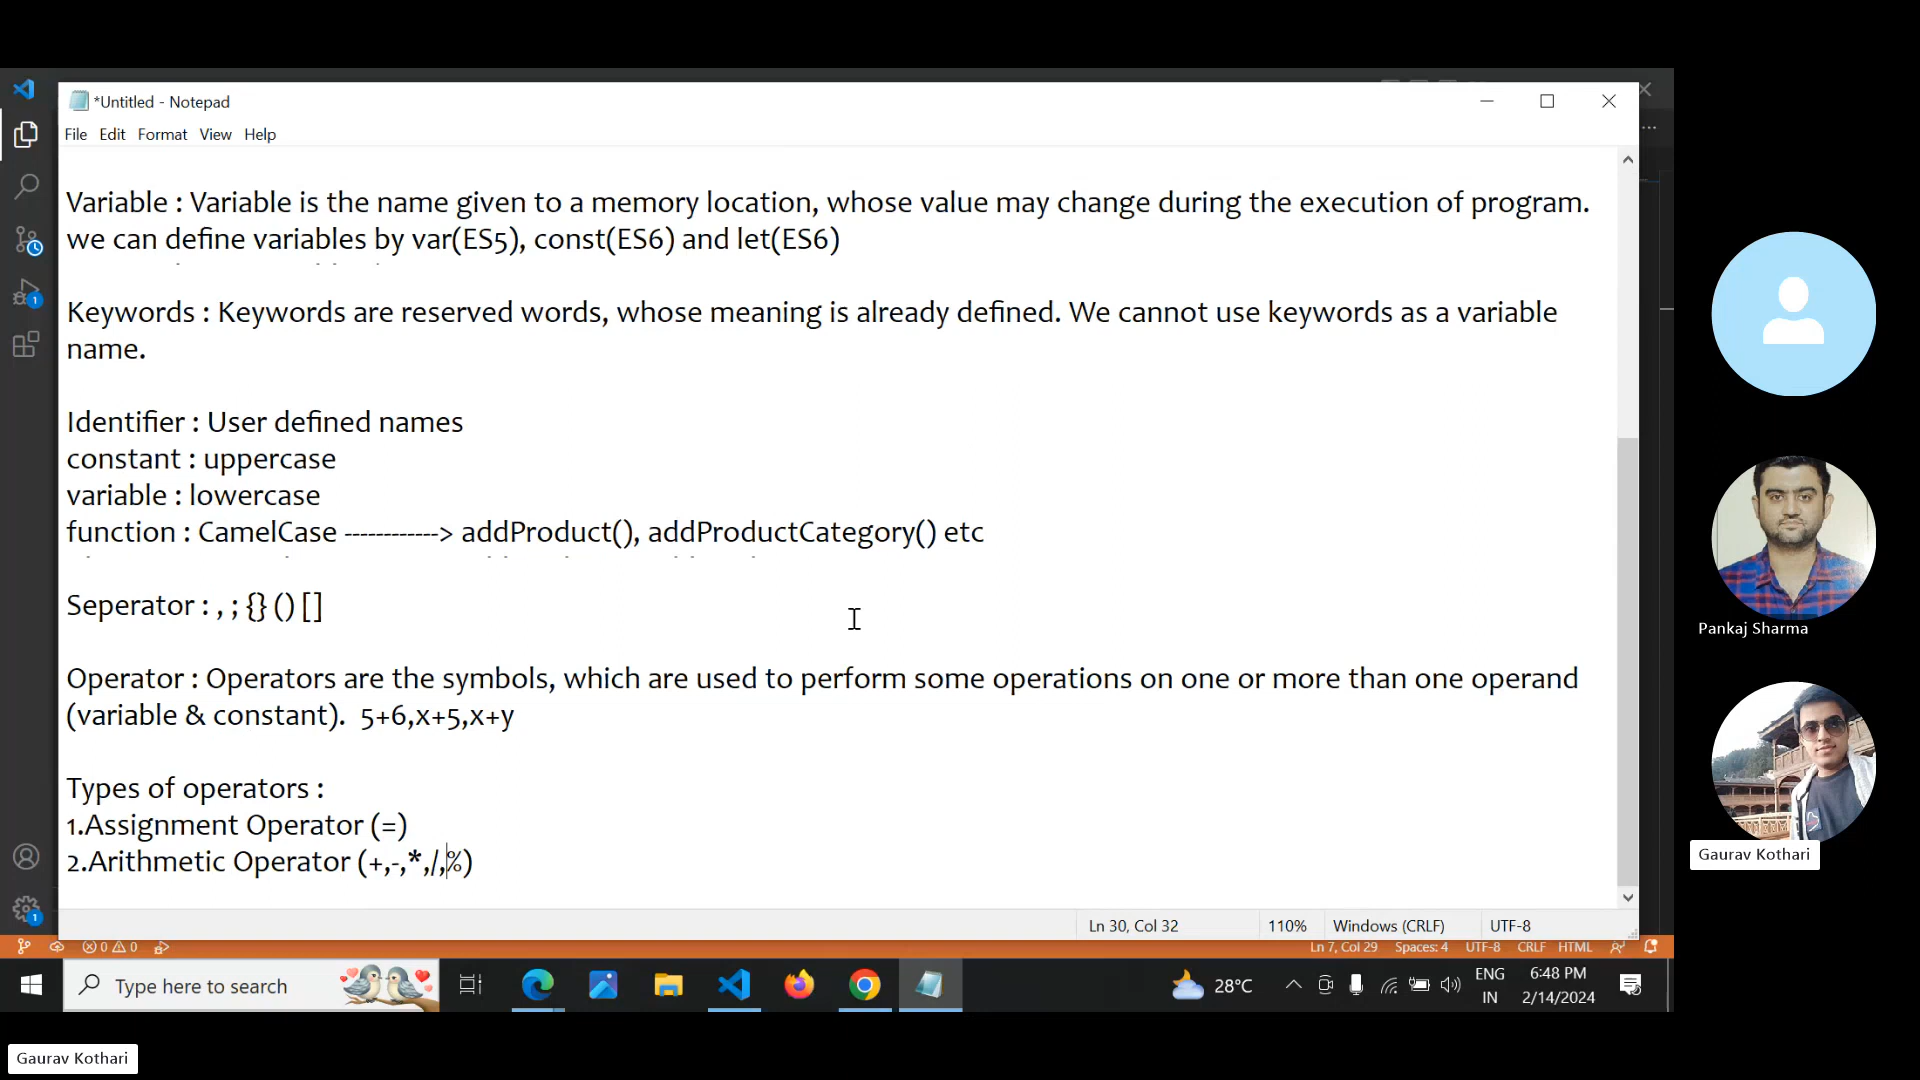 *Untitled - Notepad
File Edit Format View Help
Variable : Variable is the name given to a memory location, whose value may change during the execution of program.
we can define variables by var(ES5), const(ES6) and let(ES6)
Keywords : Keywords are reserved words, whose meaning is already defined. We cannot use keywords as a variable
name.
Identifier : User defined names
constant : uppercase
variable : lowercase
function : CamelCase ------------> addProduct(), addProductCategory() etc
Seperator : , ; {} () []
Operator : Operators are the symbols, which are used to perform some operations on one or more than one operand
(variable & constant).  5+6,x+5,x+y
Types of operators :
1.Assignment Operator (=)
2.Arithmetic Operator (+,-,*,/,%)
Ln 30, Col 32 110% Windows (CRLF) UTF-8
0 0 Ln 7, Col 29 Spaces: 4 UTF-8 CRLF HTML
Type here to search
28°C
ENG
IN
6:48 PM
2/14/2024
1
1
Pankaj Sharma
Gaurav Kothari
Gaurav Kothari